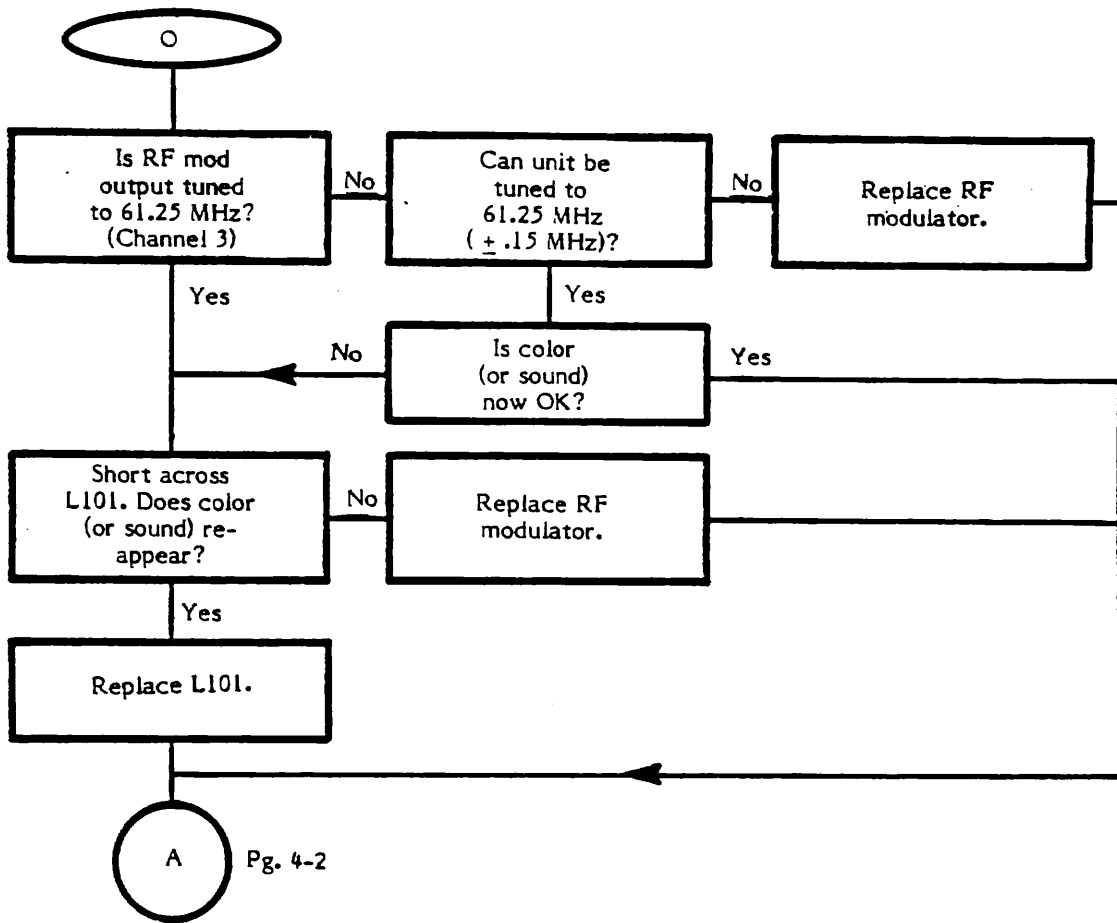 O
Is RF mod
output tuned
to 61.25 MHz?
(Channel 3)
No
Can unit be
tuned to
61.25 MHz
( ± .15 MHz)?
No
Replace RF
modulator.
Yes
Yes
No
Is color
(or sound)
now OK?
Yes
Short across
L101. Does color
(or sound) re-
appear?
No
Replace RF
modulator.
Yes
Replace L101.
A
Pg. 4-2